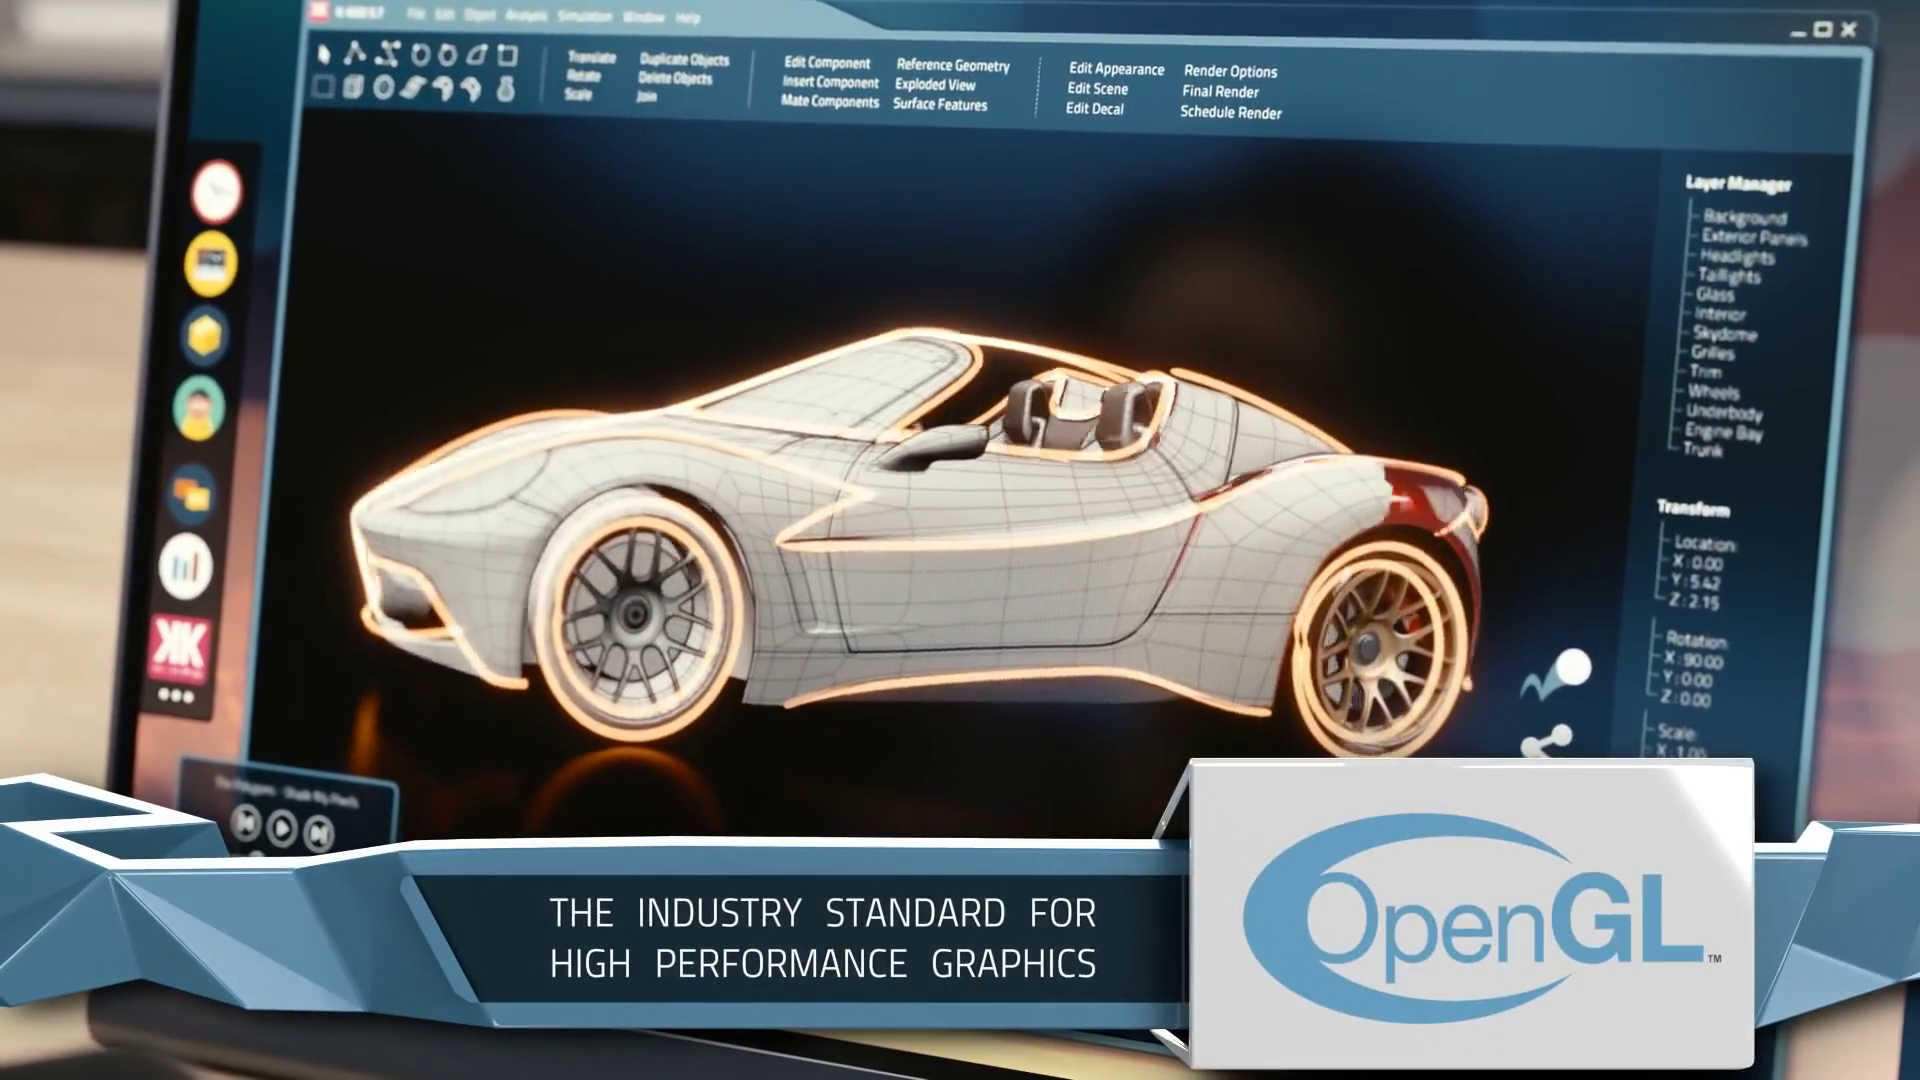 File Edit Object Analysis Simulation Window Help
Translate
Rotate
Scale
Duplicate Objects
Delete Objects
Join
Edit Component
Insert Component
Mate Components
Reference Geometry
Exploded View
Surface Features
Edit Appearance
Edit Scene
Edit Decal
Render Options
Final Render
Schedule Render
Layer Manager
Background
Exterior Panels
Headlights
Taillights
Glass
Interior
Skydome
Grilles
Trim
Wheels
Underbody
Engine Bay
Trunk
Transform
Location:
X : 0.00
Y : 5.42
Z : 2.15
Rotation:
X : 90.00
Y : 0.00
Z : 0.00
Scale:
X : 1.00
THE INDUSTRY STANDARD FOR
HIGH PERFORMANCE GRAPHICS
OpenGL™